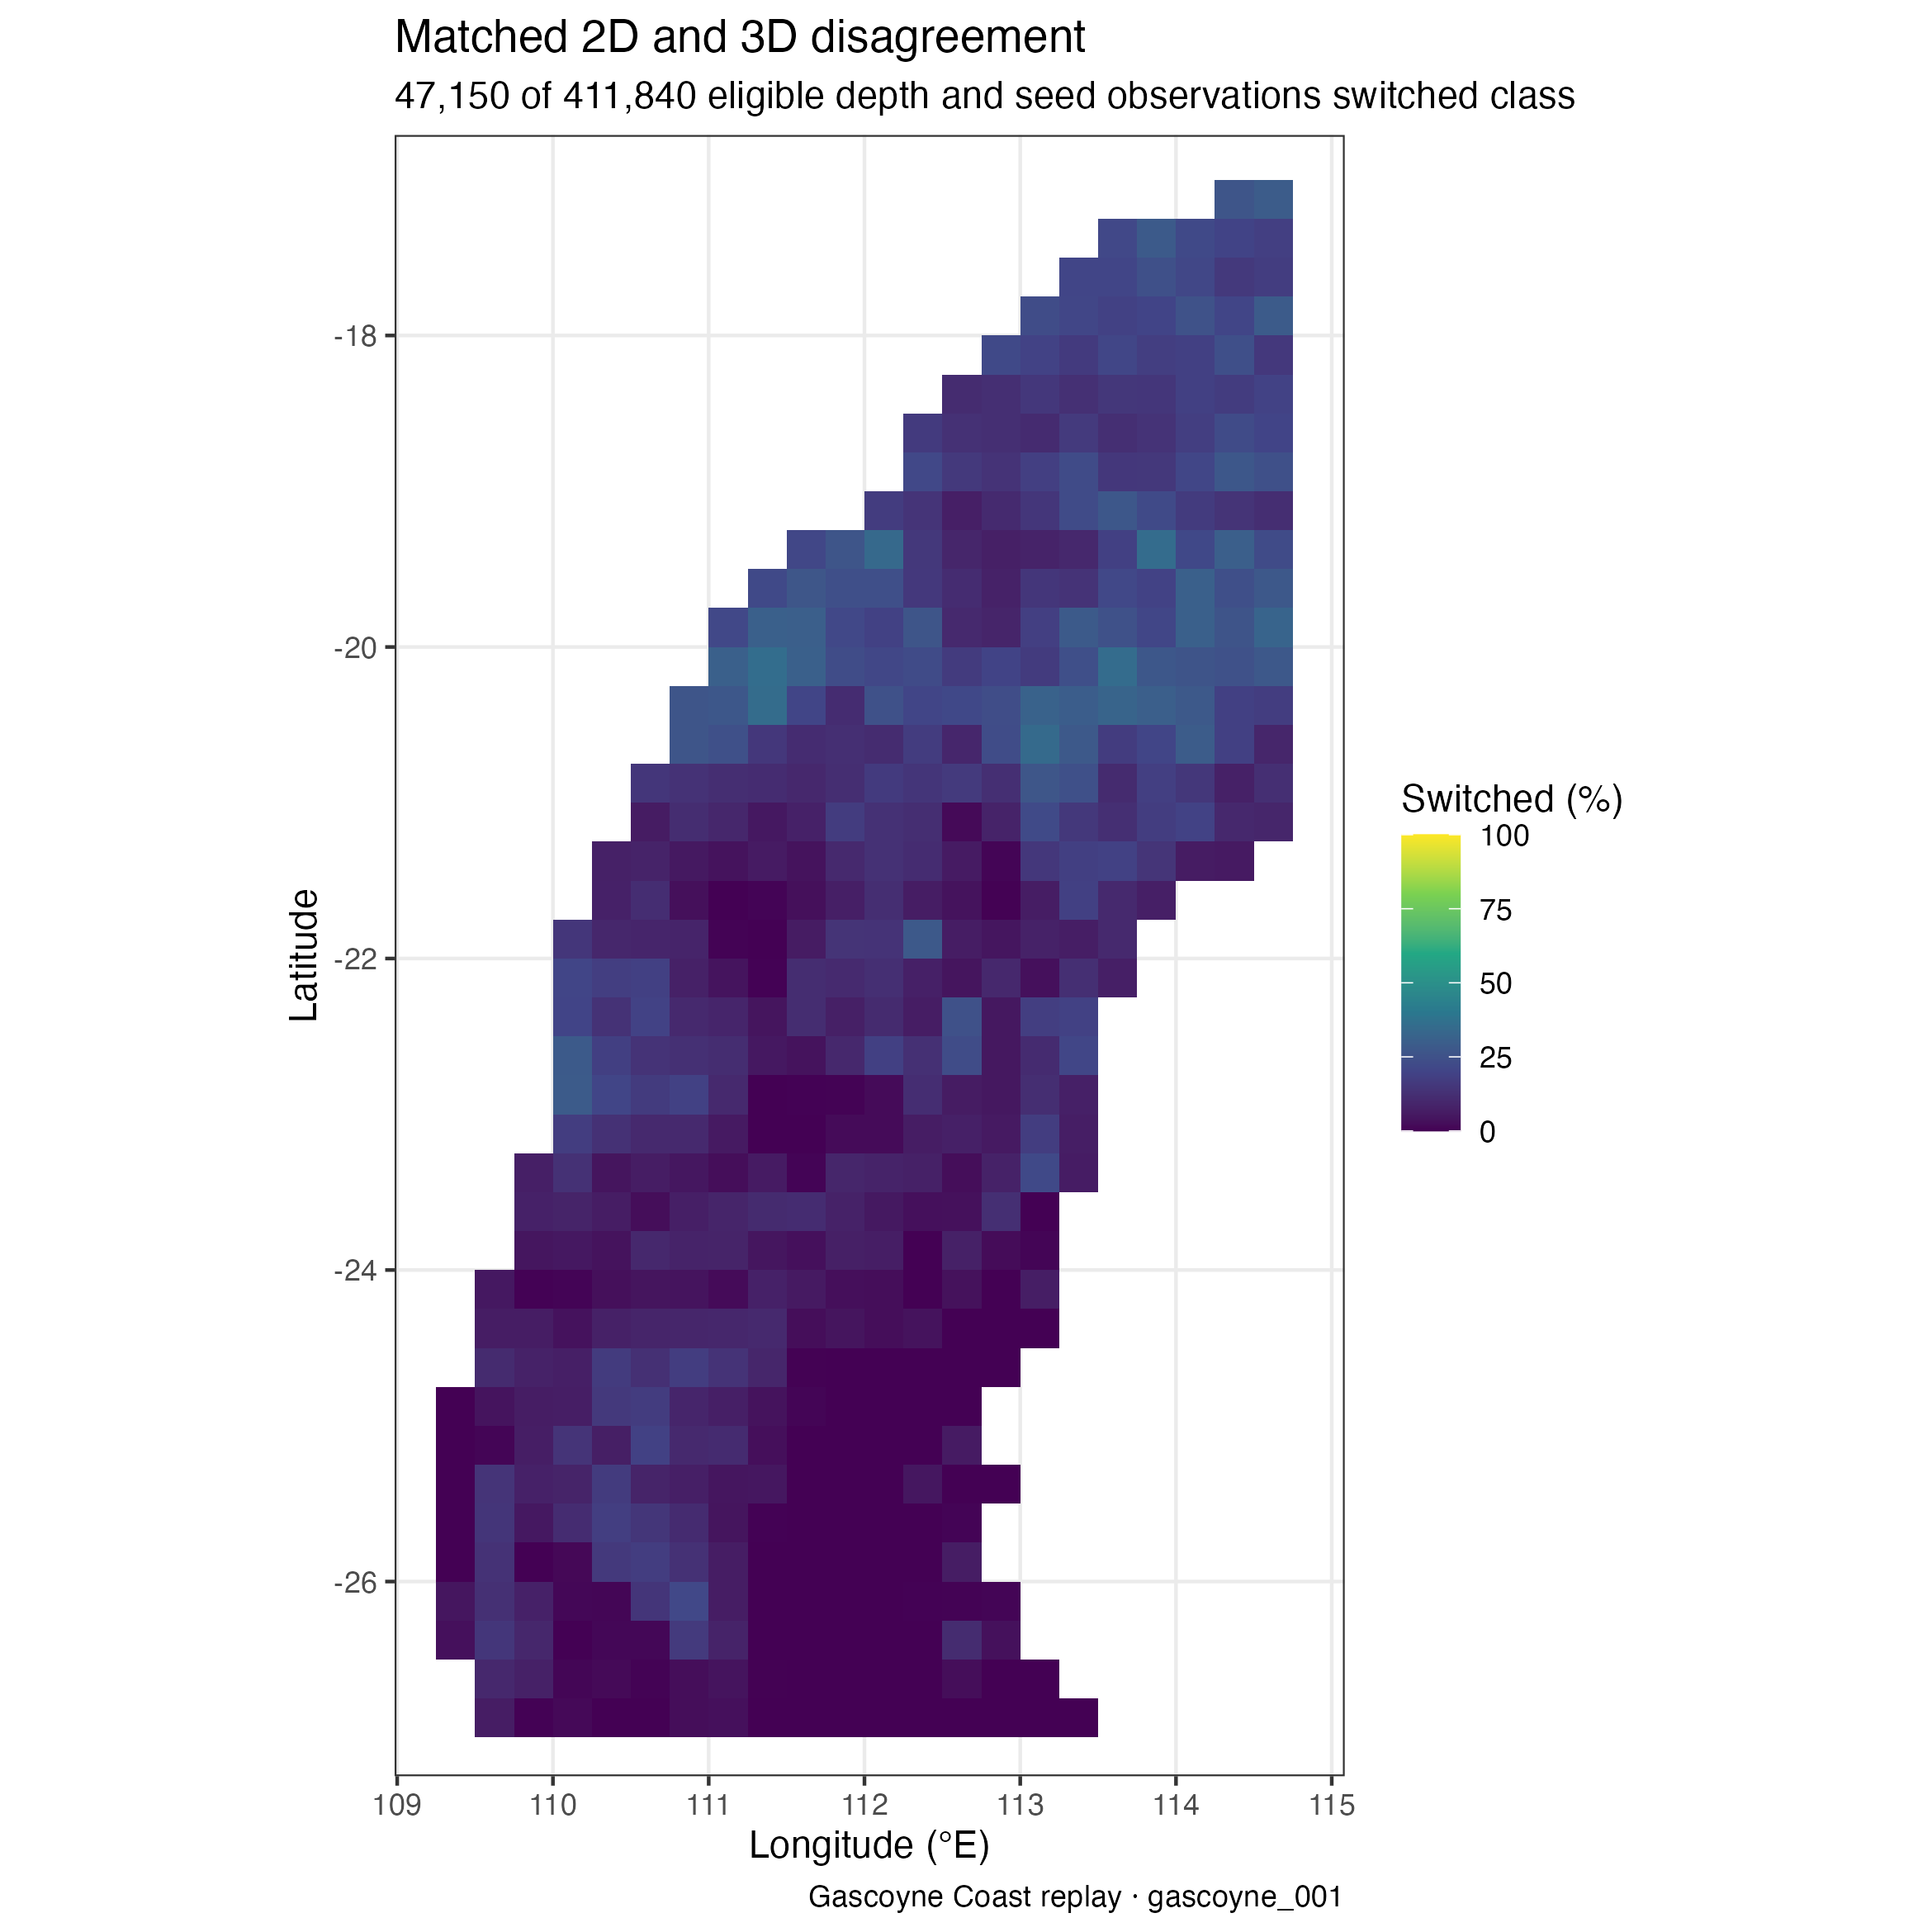 Matched 2D and 3D disagreement
47,150 of 411,840 eligible depth and seed observations switched class
-18
-20
-22
-24
-26
Latitude
109 110 111 112 113 114 115
Longitude (°E)
Switched (%)
100
75
50
25
0
Gascoyne Coast replay · gascoyne_001